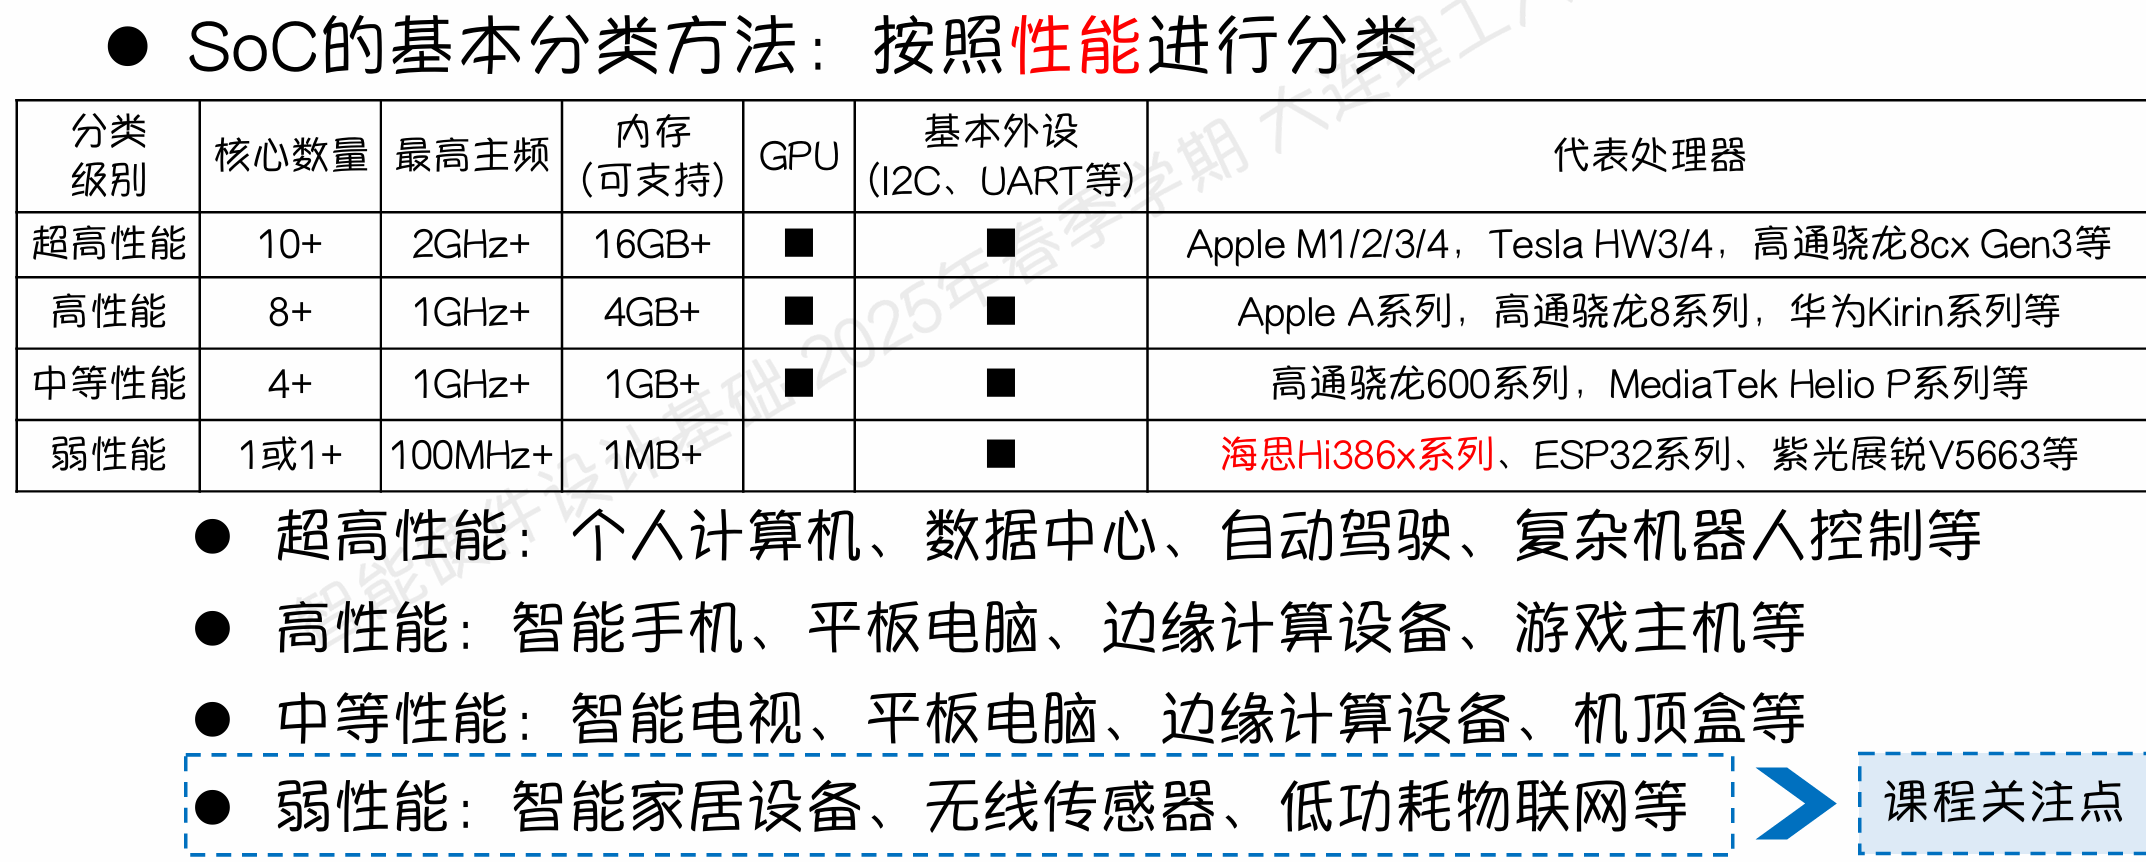 ● SoC的基本分类方法：按照性能进行分类
分类级别 核心数量 最高主频 内存(可支持) GPU 基本外设(I2C、UART等) 代表处理器
超高性能 10+ 2GHz+ 16GB+ ■ ■ Apple M1/2/3/4，Tesla HW3/4，高通骁龙8cx Gen3等
高性能 8+ 1GHz+ 4GB+ ■ ■ Apple A系列，高通骁龙8系列，华为Kirin系列等
中等性能 4+ 1GHz+ 1GB+ ■ ■ 高通骁龙600系列，MediaTek Helio P系列等
弱性能 1或1+ 100MHz+ 1MB+ ■ 海思Hi386x系列、ESP32系列、紫光展锐V5663等
● 超高性能：个人计算机、数据中心、自动驾驶、复杂机器人控制等
● 高性能：智能手机、平板电脑、边缘计算设备、游戏主机等
● 中等性能：智能电视、平板电脑、边缘计算设备、机顶盒等
● 弱性能：智能家居设备、无线传感器、低功耗物联网等
课程关注点
智能硬件设计基础 2025年春季学期 大连理工大